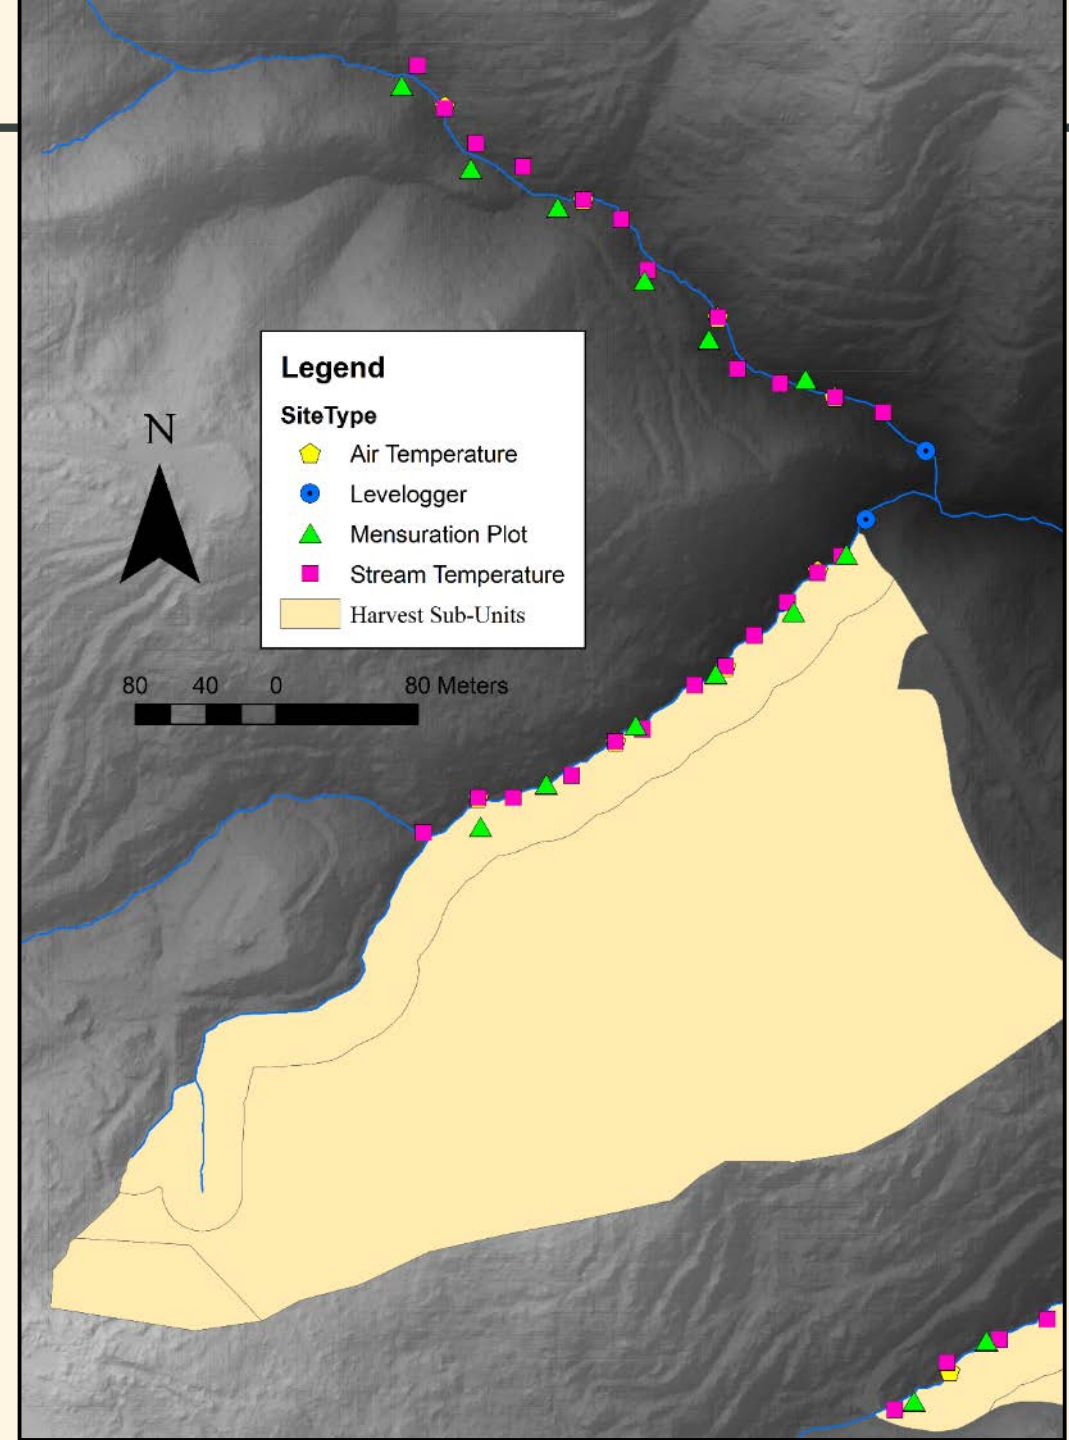 Legend
SiteType
N
Air Temperature
Levelogger
Mensuration Plot
Stream Temperature
Harvest Sub-Units
80 40 0 80 Meters